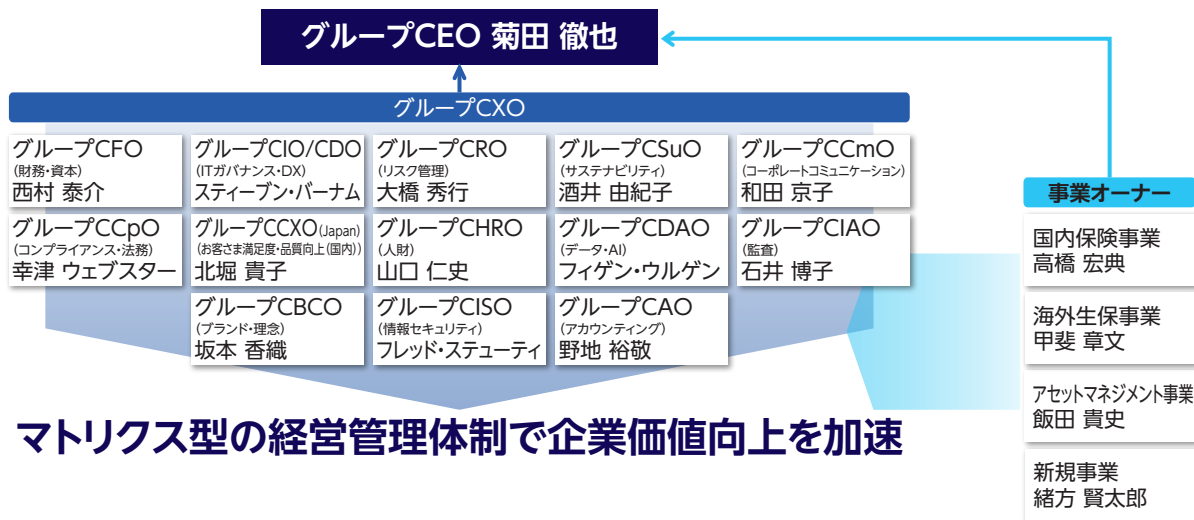 グループCEO 菊田 徹也
グループCXO
グループCFO
(財務・資本)
西村 泰介
グループCIO/CDO
(ITガバナンス・DX)
スティーブン・バーナム
グループCRO
(リスク管理)
大橋 秀行
グループCSuO
(サステナビリティ)
酒井 由紀子
グループCCmO
(コーポレートコミュニケーション)
和田 京子
グループCCpO
(コンプライアンス・法務)
幸津 ウェブスター
グループCCXO(Japan)
(お客さま満足度・品質向上(国内))
北堀 貴子
グループCHRO
(人財)
山口 仁史
グループCDAO
(データ・AI)
フィゲン・ウルゲン
グループCIAO
(監査)
石井 博子
グループCBCO
(ブランド・理念)
坂本 香織
グループCISO
(情報セキュリティ)
フレッド・ステューティ
グループCAO
(アカウンティング)
野地 裕敬
マトリクス型の経営管理体制で企業価値向上を加速
事業オーナー
国内保険事業
高橋 宏典
海外生保事業
甲斐 章文
アセットマネジメント事業
飯田 貴史
新規事業
緒方 賢太郎